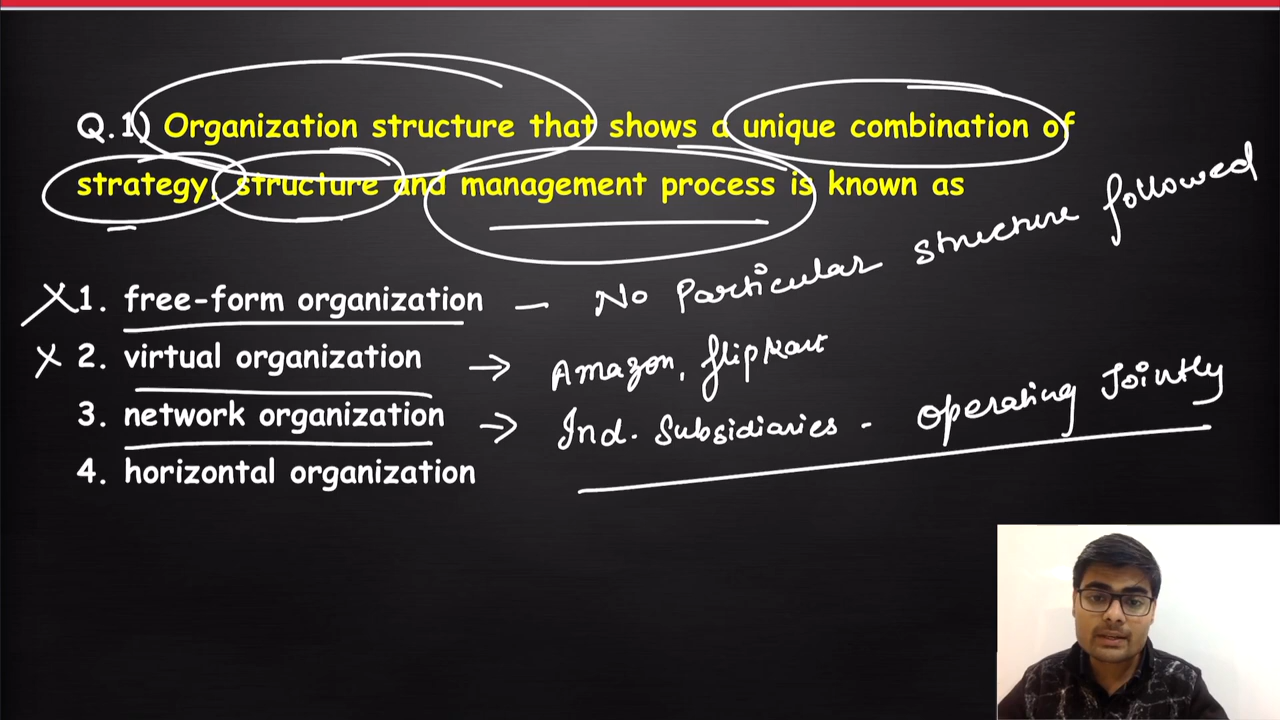 Q.1) Organization structure that shows a unique combination of
strategy, structure and management process is known as
X 1. free-form organization - No Particular structure followed
X 2. virtual organization → Amazon, flipkart
3. network organization → Ind. Subsidiaries - operating Jointly
4. horizontal organization